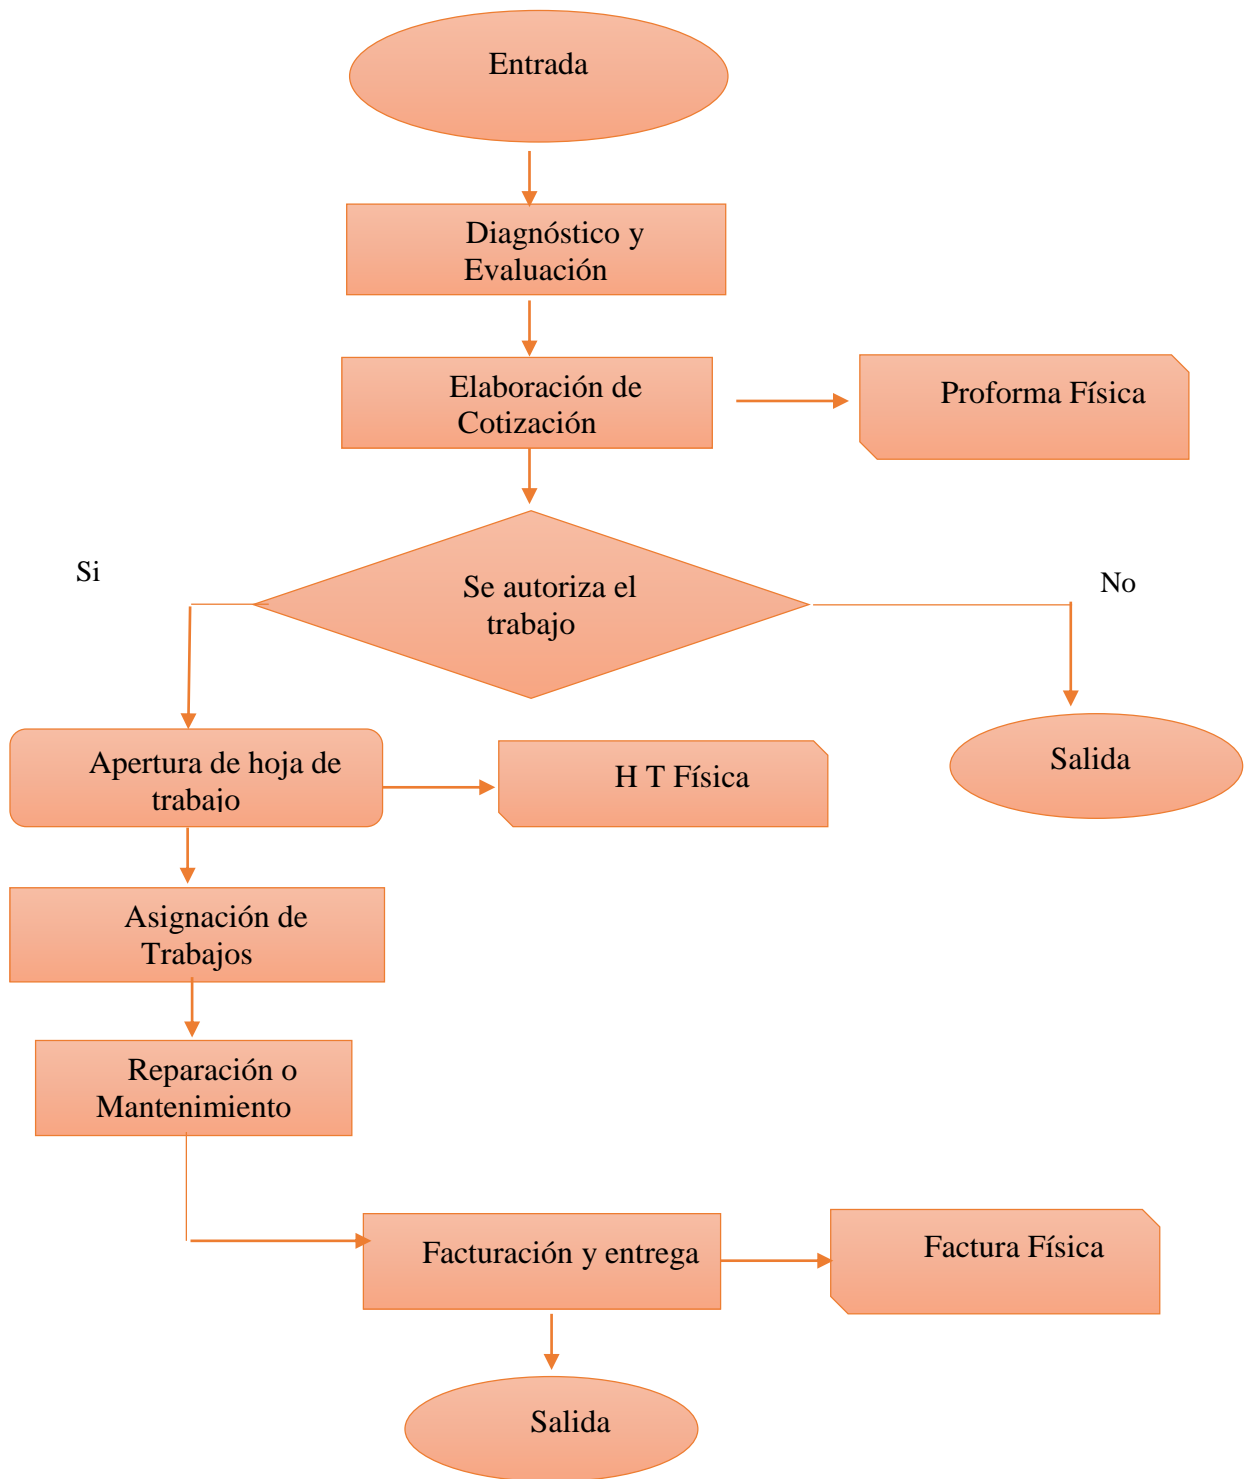 Entrada
Diagnóstico y
Evaluación
Elaboración de
Cotización
Proforma Física
Si
Se autoriza el
trabajo
No
Apertura de hoja de
trabajo
H T Física
Salida
Asignación de
Trabajos
Reparación o
Mantenimiento
Facturación y entrega
Factura Física
Salida